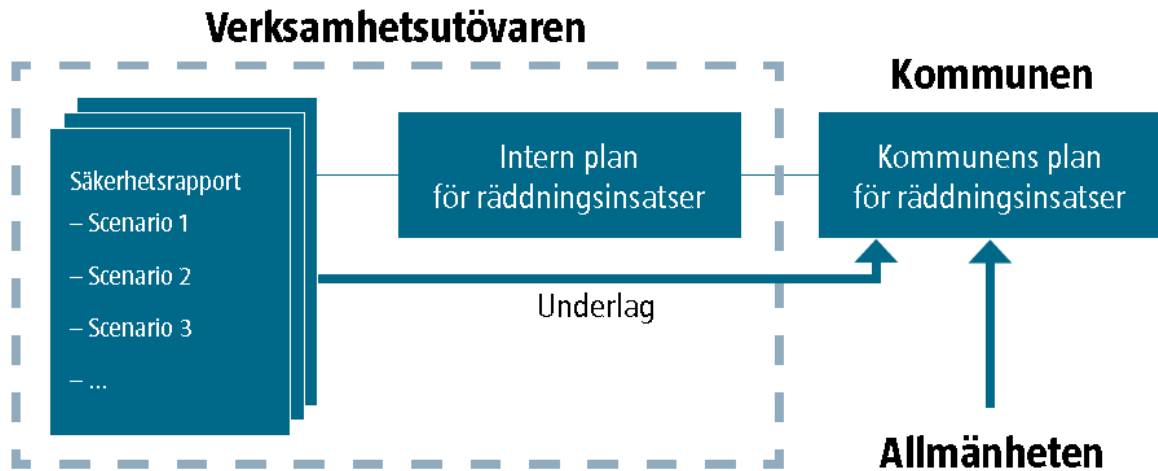 Verksamhetsutövaren
Kommunen
Säkerhetsrapport
– Scenario 1
– Scenario 2
– Scenario 3
– ...
Intern plan
för räddningsinsatser
Kommunens plan
för räddningsinsatser
Underlag
Allmänheten